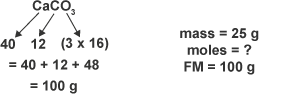 CaCO₃
40 12 (3 x 16)
= 40 + 12 + 48
= 100 g
mass = 25 g
moles = ?
FM = 100 g